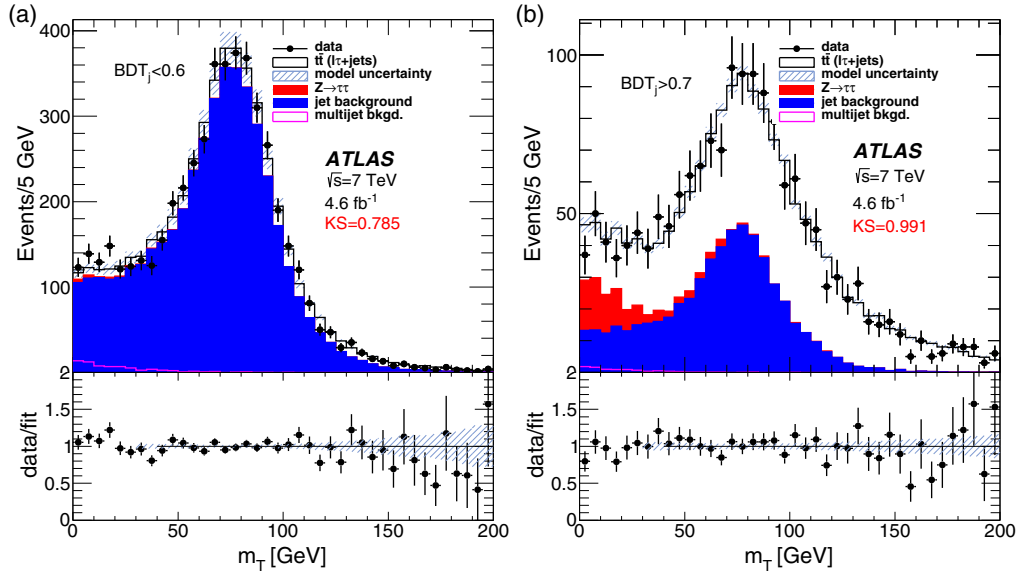 (a)
Events/5 GeV
400
300
200
100
BDTj<0.6
data
tt̄ (lτ+jets)
model uncertainty
Z→ττ
jet background
multijet bkgd.
ATLAS
√s=7 TeV
4.6 fb-1
KS=0.785
data/fit
2
1.5
1
0.5
0
0 50 100 150 200
mT [GeV]
(b)
Events/5 GeV
100
50
BDTj>0.7
data
tt̄ (lτ+jets)
model uncertainty
Z→ττ
jet background
multijet bkgd.
ATLAS
√s=7 TeV
4.6 fb-1
KS=0.991
data/fit
2
1.5
1
0.5
0
0 50 100 150 200
mT [GeV]